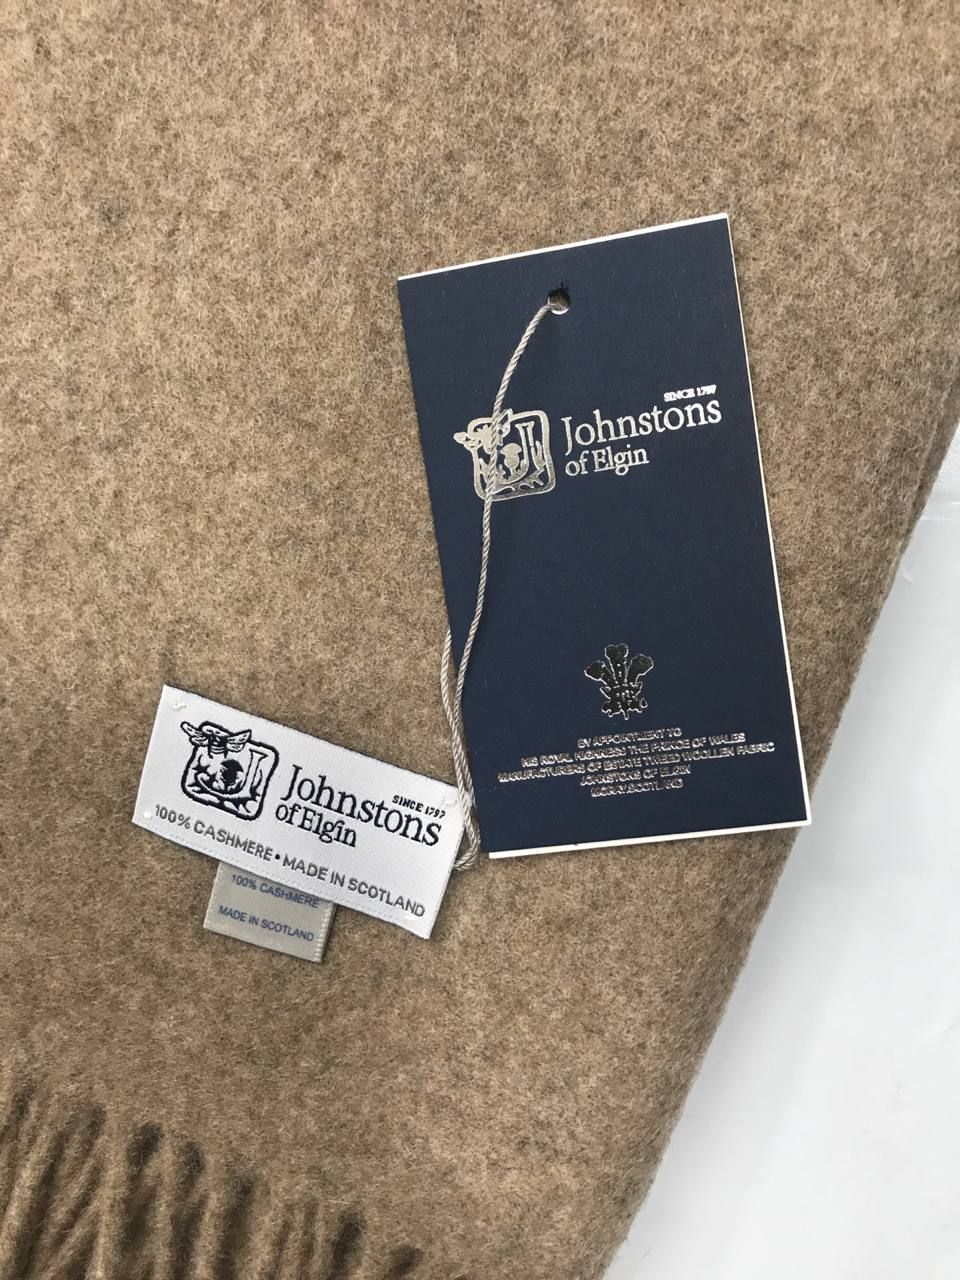 SINCE 1797
Johnstons
of Elgin
BY APPOINTMENT TO
HIS ROYAL HIGHNESS THE PRINCE OF WALES
MANUFACTURERS OF ESTATE TWEED WOOLLEN FABRIC
JOHNSTONS OF ELGIN
MORAY, SCOTLAND
Johnstons
SINCE 1797
of Elgin
100% CASHMERE • MADE IN SCOTLAND
100% CASHMERE
MADE IN SCOTLAND